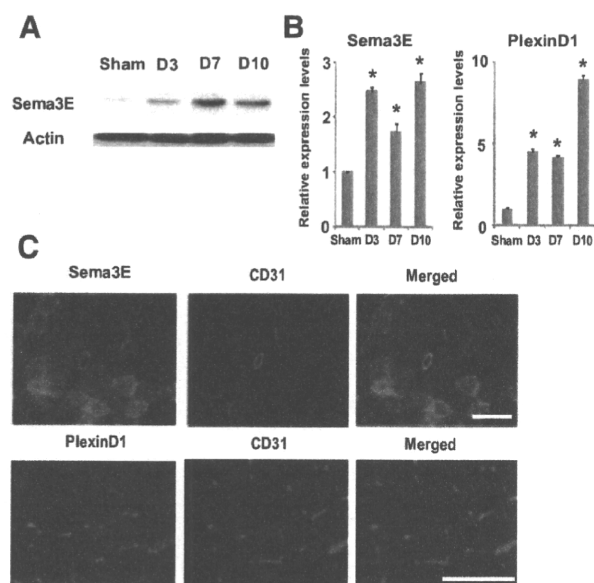 A
Sham D3 D7 D10
Sema3E
Actin
B
Sema3E
Relative expression levels
3
2
1
0
* * *
Sham D3 D7 D10
PlexinD1
Relative expression levels
10
5
0
* * *
Sham D3 D7 D10
C
Sema3E CD31 Merged
PlexinD1 CD31 Merged